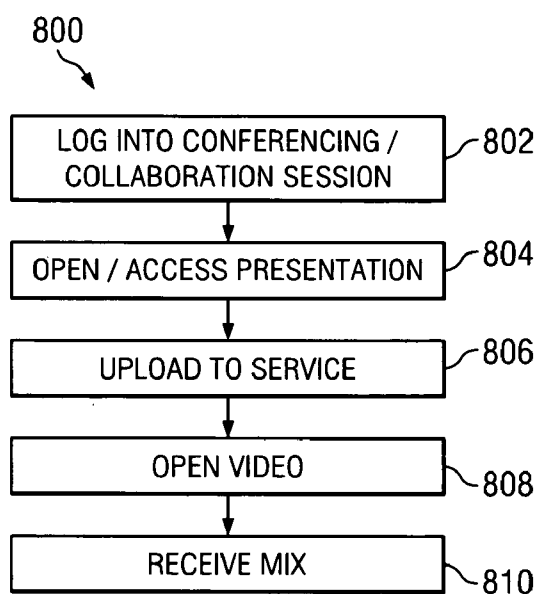 800
LOG INTO CONFERENCING /
COLLABORATION SESSION
802
OPEN / ACCESS PRESENTATION
804
UPLOAD TO SERVICE
806
OPEN VIDEO
808
RECEIVE MIX
810